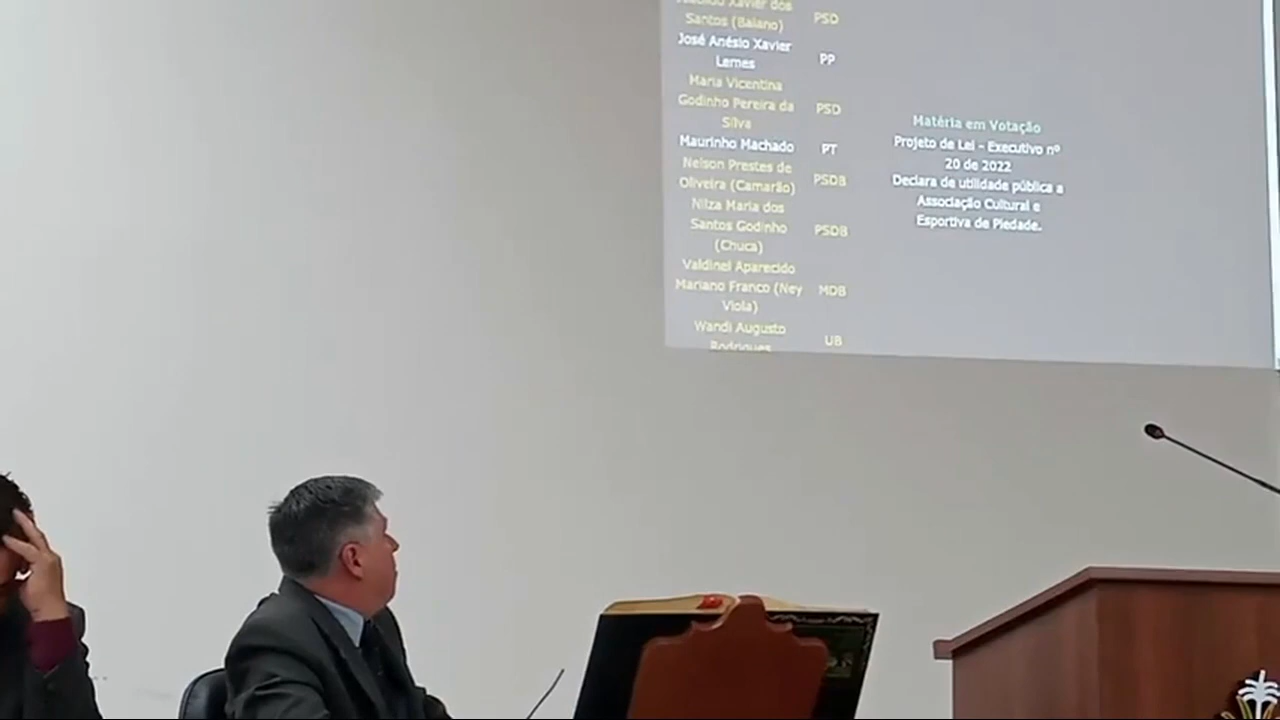 Xavier dos
Santos (Baiano) PSD
José Anésio Xavier
Lemes PP
Maria Vicentina
Godinho Pereira da
Silva PSD
Maurinho Machado PT
Nelson Prestes de
Oliveira (Camarão) PSDB
Nilza Maria dos
Santos Godinho
(Chuca) PSDB
Valdinei Aparecido
Mariano Franco (Ney
Viola) MDB
Wandi Augusto
Rodrigues UB
Matéria em Votação
Projeto de Lei - Executivo nº
20 de 2022
Declara de utilidade pública a
Associação Cultural e
Esportiva de Piedade.